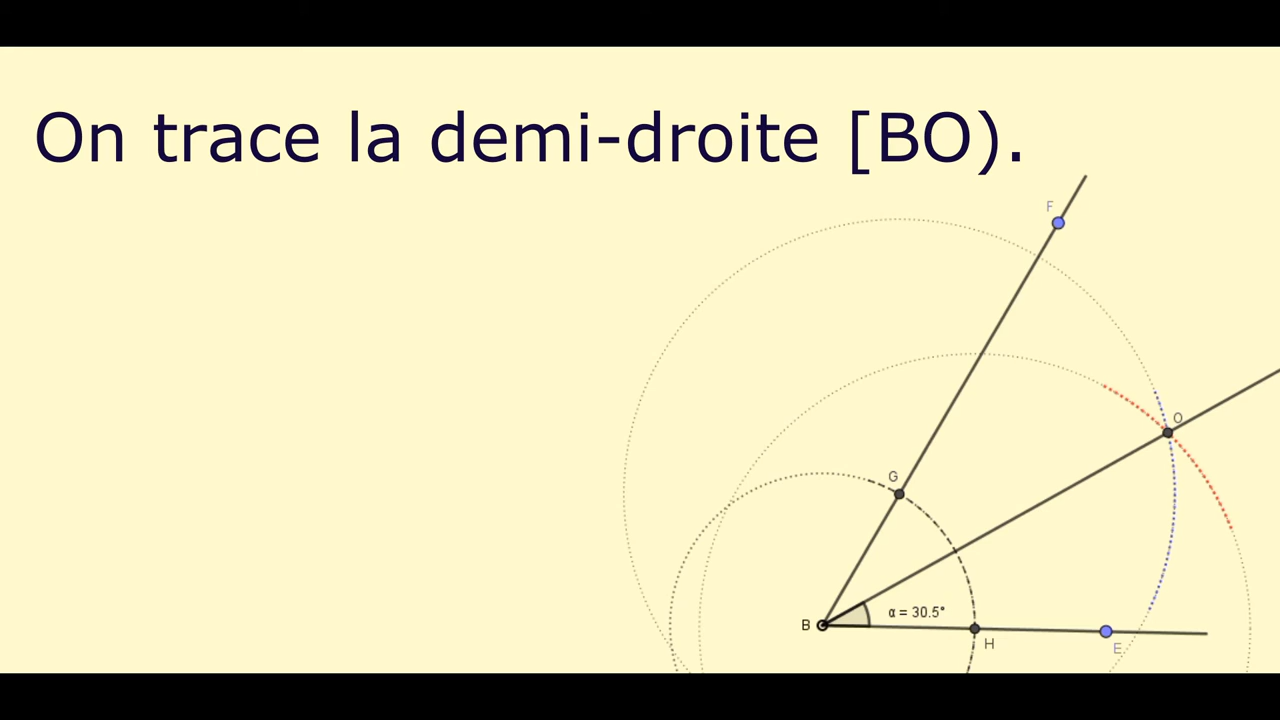 On trace la demi-droite [BO).
F
O
G
α = 30.5°
B
H
E